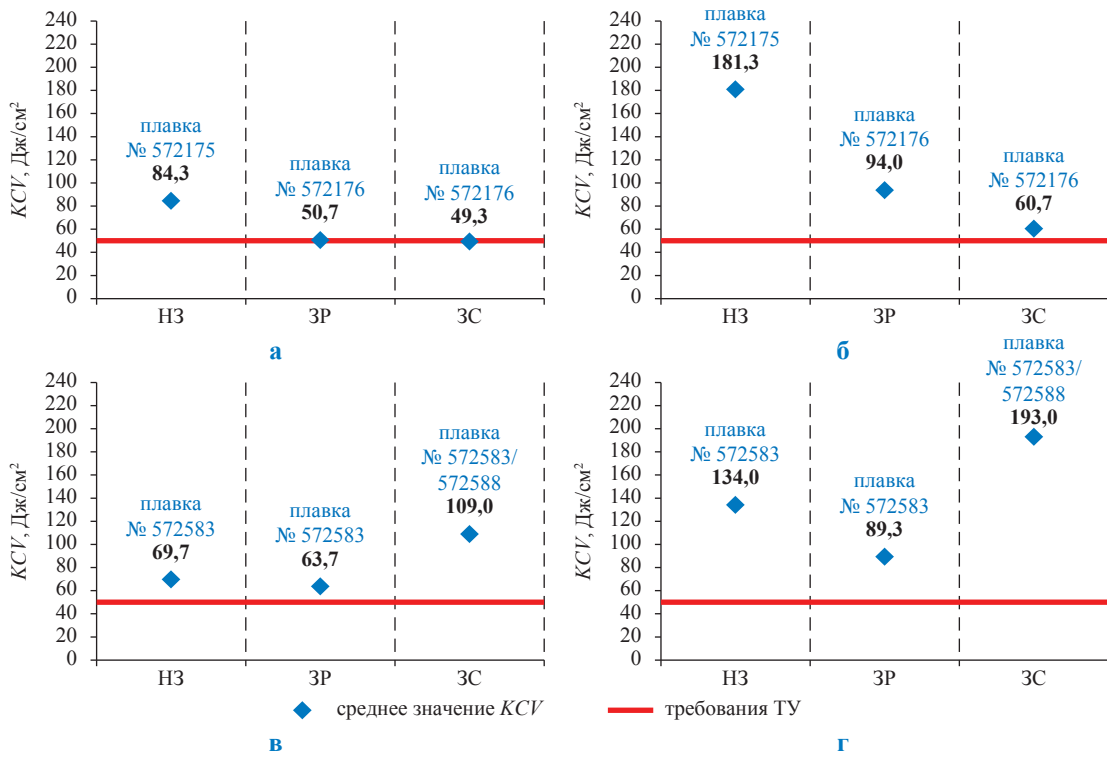 240
220
200
180
160
140
120
100
80
60
40
20
0
KCV, Дж/см²
плавка
№ 572175
84,3
плавка
№ 572176
50,7
плавка
№ 572176
49,3
НЗ
ЗР
ЗС
а
240
220
200
180
160
140
120
100
80
60
40
20
0
KCV, Дж/см²
плавка
№ 572175
181,3
плавка
№ 572176
94,0
плавка
№ 572176
60,7
НЗ
ЗР
ЗС
б
240
220
200
180
160
140
120
100
80
60
40
20
0
KCV, Дж/см²
плавка
№ 572583
69,7
плавка
№ 572583
63,7
плавка
№ 572583/
572588
109,0
НЗ
ЗР
ЗС
240
220
200
180
160
140
120
100
80
60
40
20
0
KCV, Дж/см²
плавка
№ 572583
134,0
плавка
№ 572583
89,3
плавка
№ 572583/
572588
193,0
НЗ
ЗР
ЗС
среднее значение KCV
требования ТУ
в
г